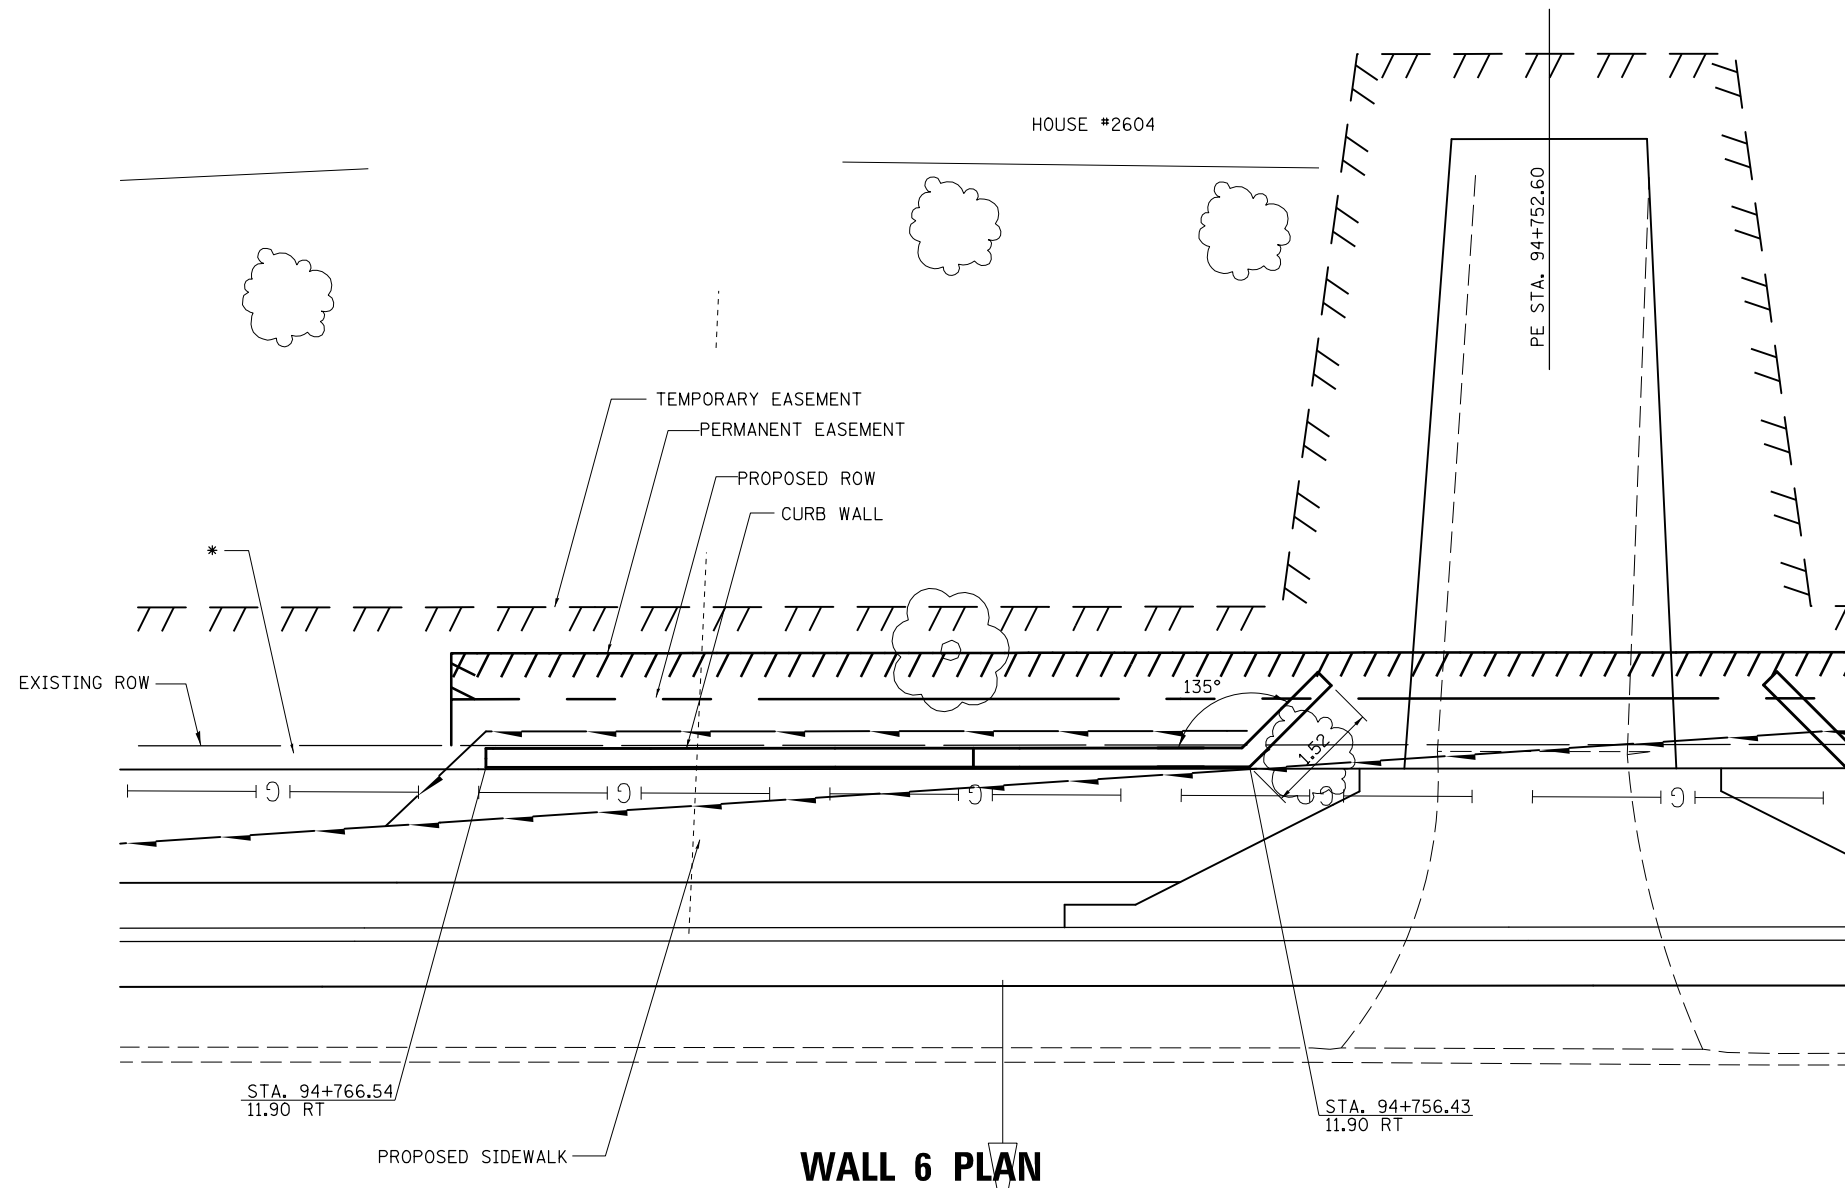 HOUSE #2604
PE STA. 94+752.60
TEMPORARY EASEMENT
PERMANENT EASEMENT
PROPOSED ROW
CURB WALL
*
EXISTING ROW
135°
1.52
G
G
G
G
G
STA. 94+766.54
11.90 RT
STA. 94+756.43
11.90 RT
PROPOSED SIDEWALK
WALL 6 PLAN